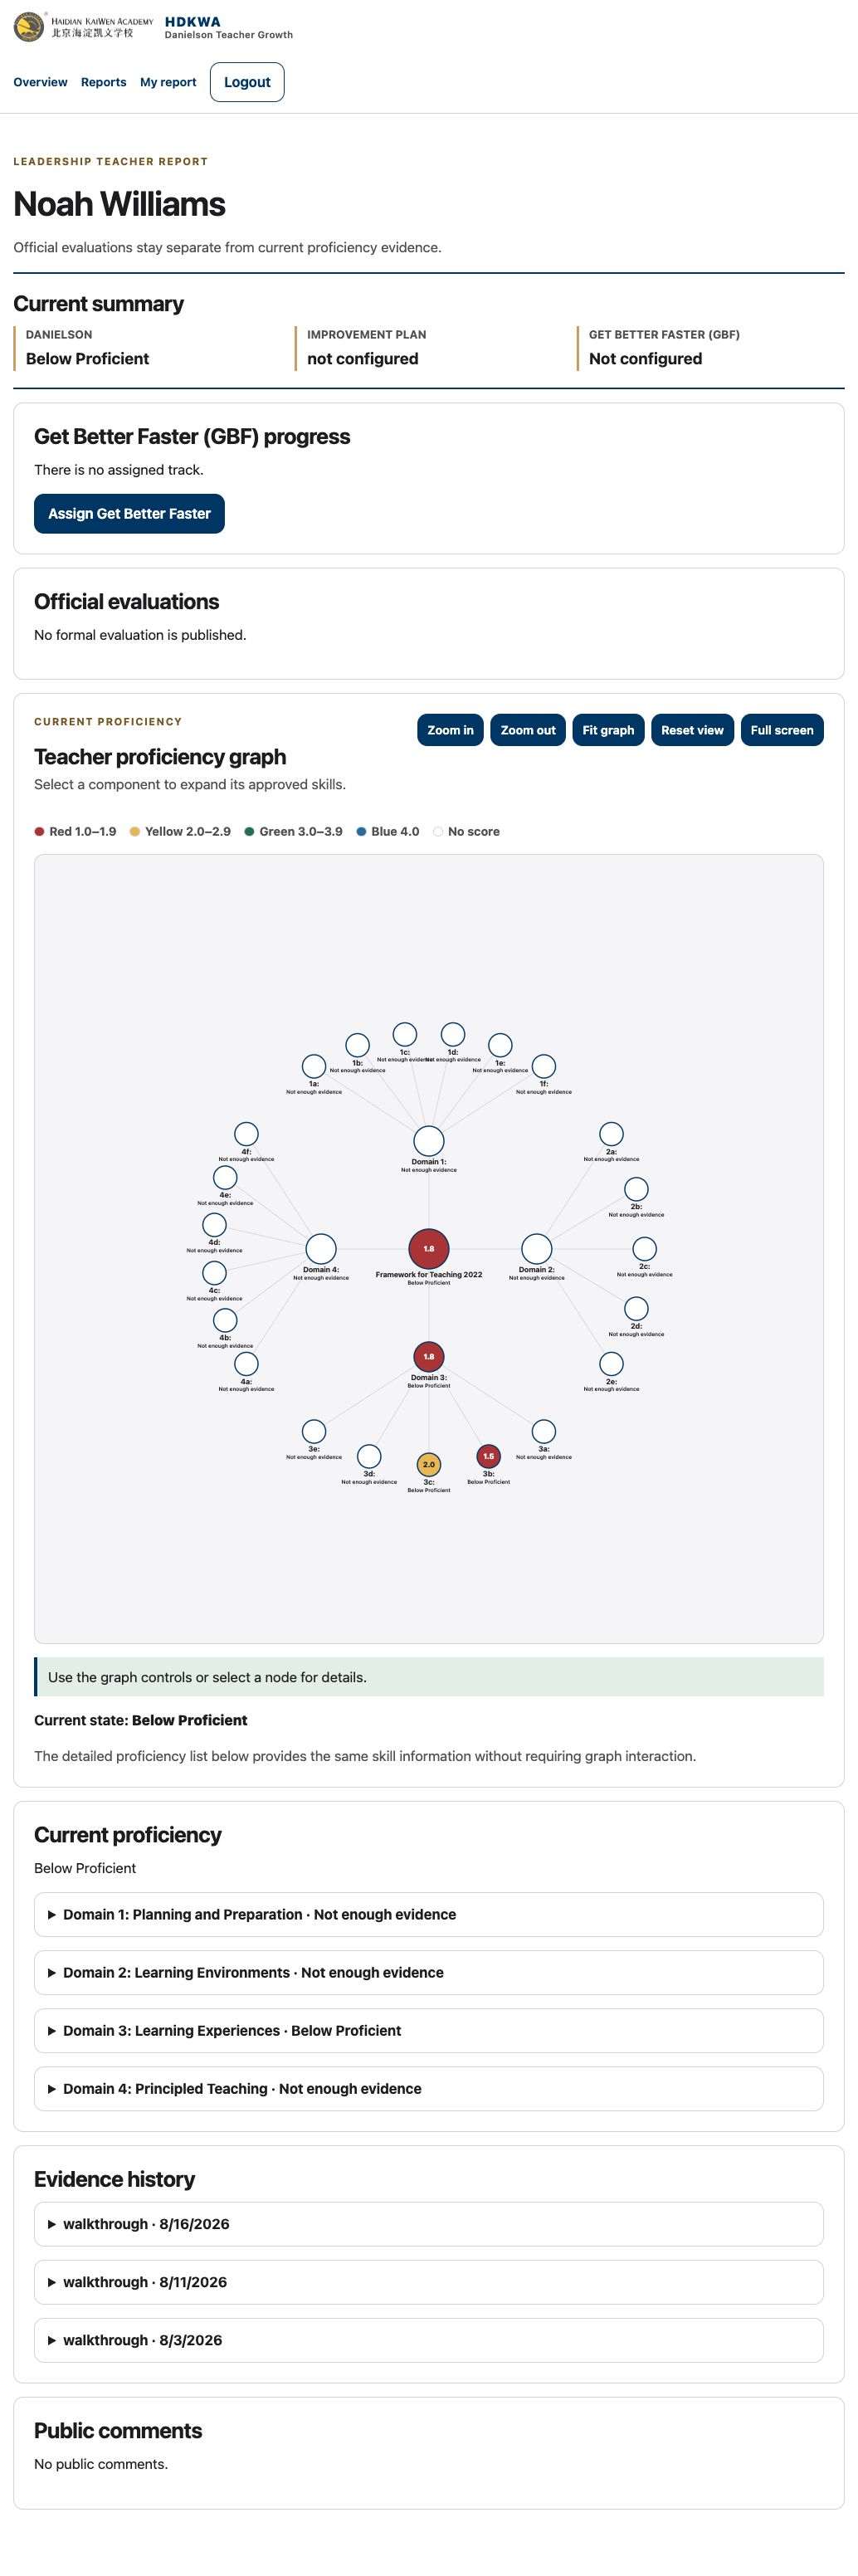 HAIDIAN KAIWEN ACADEMY
北京海淀凯文学校
HDKWA
Danielson Teacher Growth
Overview Reports My report Logout
LEADERSHIP TEACHER REPORT
Noah Williams
Official evaluations stay separate from current proficiency evidence.
Current summary
DANIELSON
Below Proficient
IMPROVEMENT PLAN
not configured
GET BETTER FASTER (GBF)
Not configured
Get Better Faster (GBF) progress
There is no assigned track.
Assign Get Better Faster
Official evaluations
No formal evaluation is published.
CURRENT PROFICIENCY
Teacher proficiency graph
Select a component to expand its approved skills.
Zoom in Zoom out Fit graph Reset view Full screen
Red 1.0–1.9 Yellow 2.0–2.9 Green 3.0–3.9 Blue 4.0 No score
1c:
Not enough evidence
1d:
Not enough evidence
1b:
Not enough evidence
1e:
Not enough evidence
1a:
Not enough evidence
1f:
Not enough evidence
4f:
Not enough evidence
Domain 1:
Not enough evidence
2a:
Not enough evidence
4e:
Not enough evidence
2b:
Not enough evidence
4d:
Not enough evidence
Domain 4:
Not enough evidence
1.8
Framework for Teaching 2022
Below Proficient
Domain 2:
Not enough evidence
2c:
Not enough evidence
4c:
Not enough evidence
2d:
Not enough evidence
4b:
Not enough evidence
1.8
Domain 3:
Below Proficient
4a:
Not enough evidence
2e:
Not enough evidence
3e:
Not enough evidence
3a:
Not enough evidence
3d:
Not enough evidence
2.0
3c:
Below Proficient
1.5
3b:
Below Proficient
Use the graph controls or select a node for details.
Current state: Below Proficient
The detailed proficiency list below provides the same skill information without requiring graph interaction.
Current proficiency
Below Proficient
Domain 1: Planning and Preparation · Not enough evidence
Domain 2: Learning Environments · Not enough evidence
Domain 3: Learning Experiences · Below Proficient
Domain 4: Principled Teaching · Not enough evidence
Evidence history
walkthrough · 8/16/2026
walkthrough · 8/11/2026
walkthrough · 8/3/2026
Public comments
No public comments.